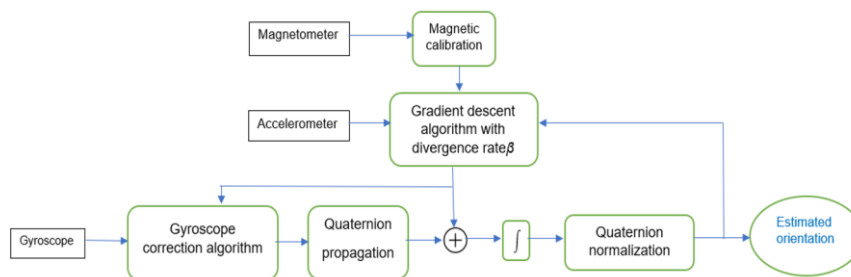 Magnetometer
Magnetic
calibration
Accelerometer
Gradient descent
algorithm with
divergence rateβ
Gyroscope
Gyroscope
correction algorithm
Quaternion
propagation
+
∫
Quaternion
normalization
Estimated
orientation